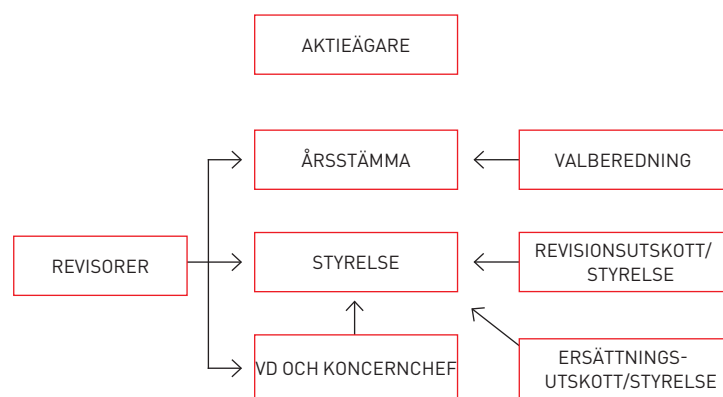 AKTIEÄGARE
ÅRSSTÄMMA
VALBEREDNING
REVISORER
STYRELSE
REVISIONSUTSKOTT/
STYRELSE
VD OCH KONCERNCHEF
ERSÄTTNINGS-
UTSKOTT/STYRELSE